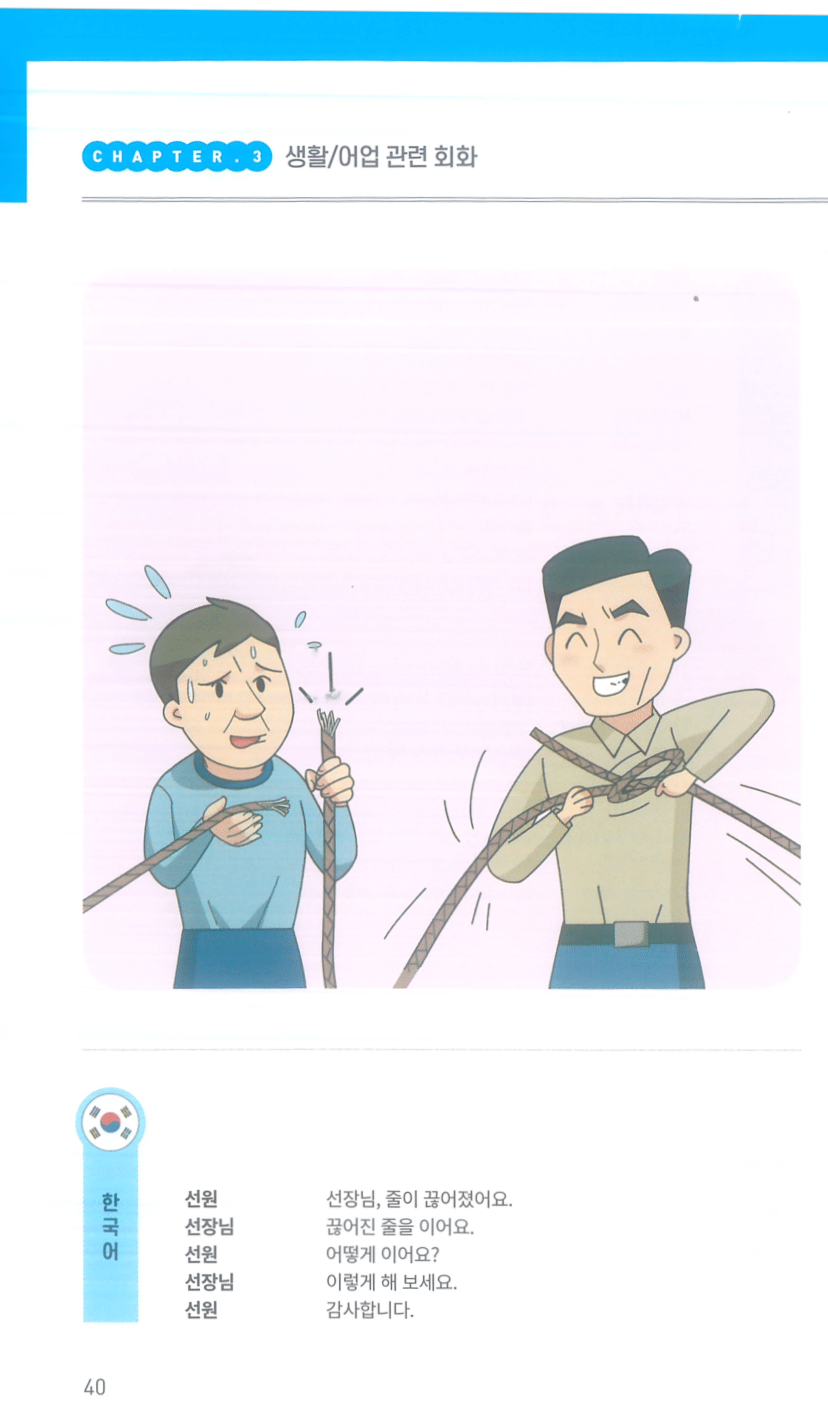 CHAPTER.3 생활/어업 관련 회화
한국어
선원 선장님, 줄이 끊어졌어요.
선장님 끊어진 줄을 이어요.
선원 어떻게 이어요?
선장님 이렇게 해 보세요.
선원 감사합니다.
40